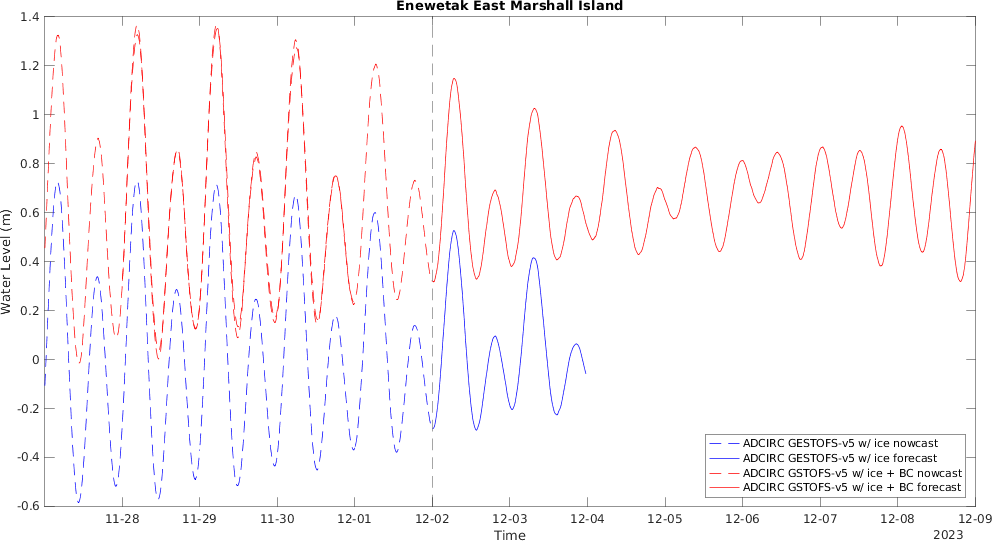 Enewetak East Marshall Island
1.4
1.2
1
0.8
0.6
0.4
0.2
0
-0.2
-0.4
-0.6
Water Level (m)
ADCIRC GESTOFS-v5 w/ ice nowcast
ADCIRC GESTOFS-v5 w/ ice forecast
ADCIRC GSTOFS-v5 w/ ice + BC nowcast
ADCIRC GSTOFS-v5 w/ ice + BC forecast
11-28 11-29 11-30 12-01 12-02 12-03 12-04 12-05 12-06 12-07 12-08 12-09
Time
2023